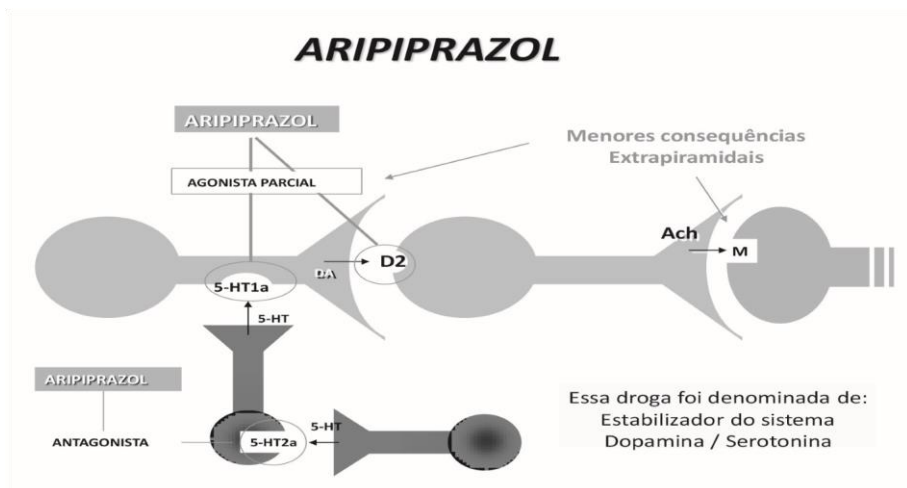 ARIPIPRAZOL
ARIPIPRAZOL
AGONISTA PARCIAL
Menores consequências
Extrapiramidais
Ach
M
DA
D2
5-HT1a
5-HT
ARIPIPRAZOL
ANTAGONISTA
5-HT2a
5-HT
Essa droga foi denominada de:
Estabilizador do sistema
Dopamina / Serotonina